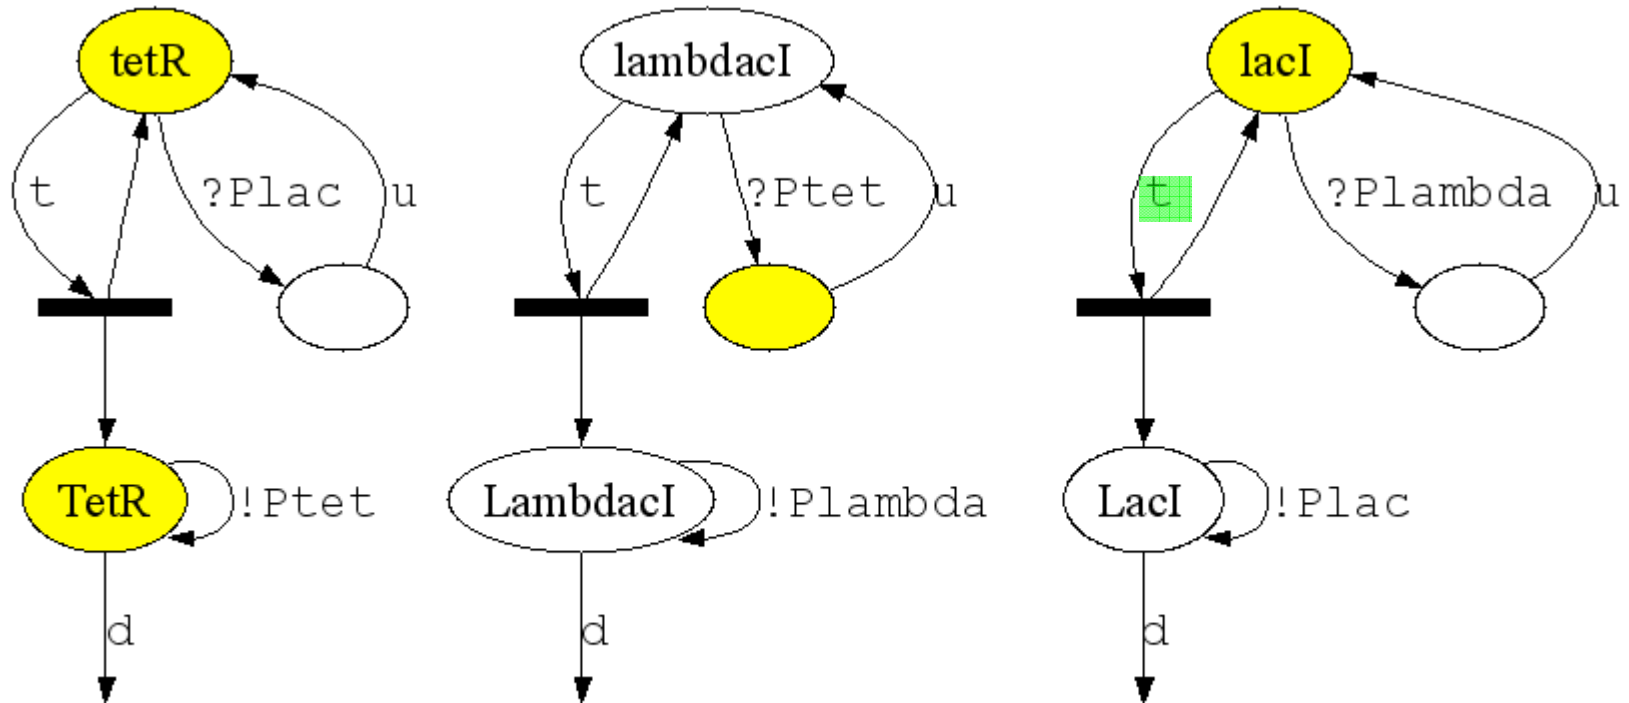 tetR lambdacI lacI
t ?Plac u t ?Ptet u t ?Plambda u
TetR !Ptet LambdacI !Plambda LacI !Plac
d d d